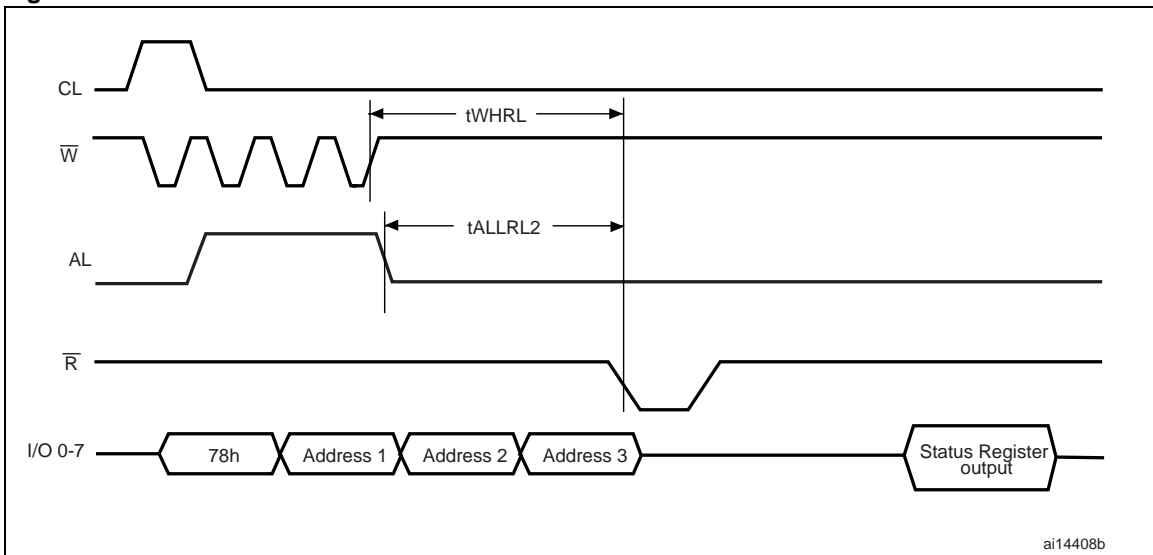 CL
tWHRL
W
tALLRL2
AL
R
I/O 0-7
78h
Address 1
Address 2
Address 3
Status Register
output
ai14408b